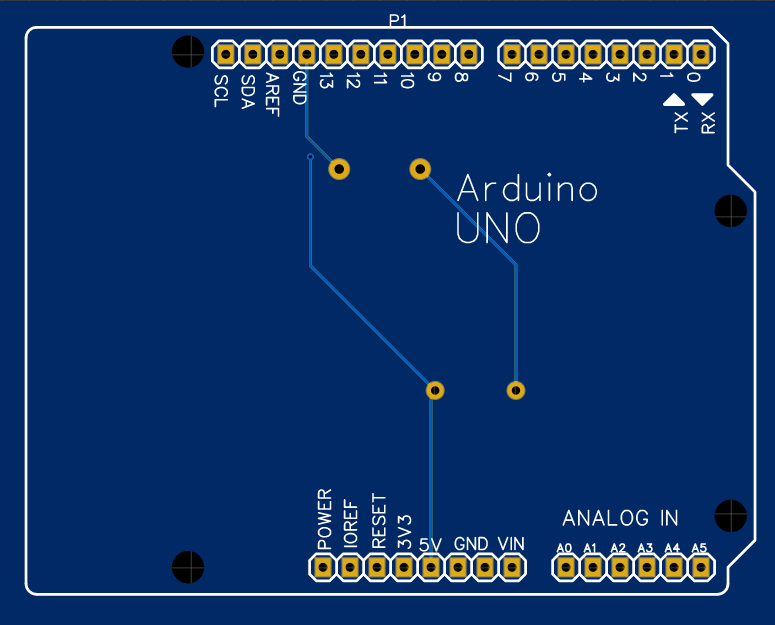 P1
SCL
SDA
AREF
GND
13
12
11
10
9
8
7
6
5
4
3
2
1
0
TX
RX
Arduino
UNO
POWER
IOREF
RESET
3V3
5V
GND
VIN
ANALOG IN
A0
A1
A2
A3
A4
A5